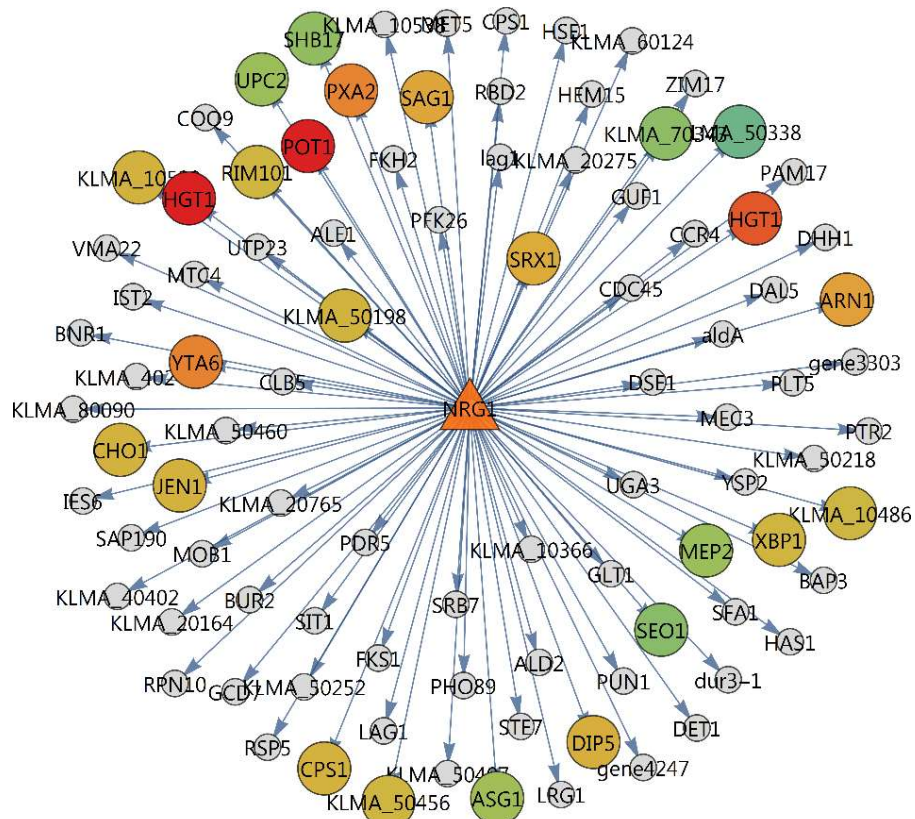 KLMA_10538
MET5
CPS1
HSF1
SHB17
KLMA_60124
UPC2
PXA2
SAG1
RBD2
HEM15
ZIM17
COQ9
POT1
FKH2
lag1
KLMA_20275
KLMA_70345
KLMA_50338
RIM101
PAM17
HGT1
PFK26
GUF1
HGT1
VMA22
UTP23
ALE1
CCR4
DHH1
MTC4
SRX1
IST2
KLMA_50198
CDC45
DAL5
ARN1
BNR1
aldA
YTA6
gene3303
CLB5
DSF1
PLT5
KLMA_80090
NRG1
MEC3
KLMA_50460
PTR2
CHO1
KLMA_50218
IES6
JEN1
UGA3
YSP2
KLMA_20765
KLMA_10486
SAP190
MOB1
PDR5
KLMA_10366
MEP2
XBP1
KLMA_40402
BUR2
GLT1
BAP3
KLMA_20164
SIT1
SRB7
SFA1
SEO1
HAS1
RPN10
GCD7
KLMA_50252
FKS1
PHO89
ALD2
PUN1
dur3-1
RSP5
LAG1
STE7
DIP5
DET1
CPS1
gene4247
KLMA_50456
ASG1
LRG1